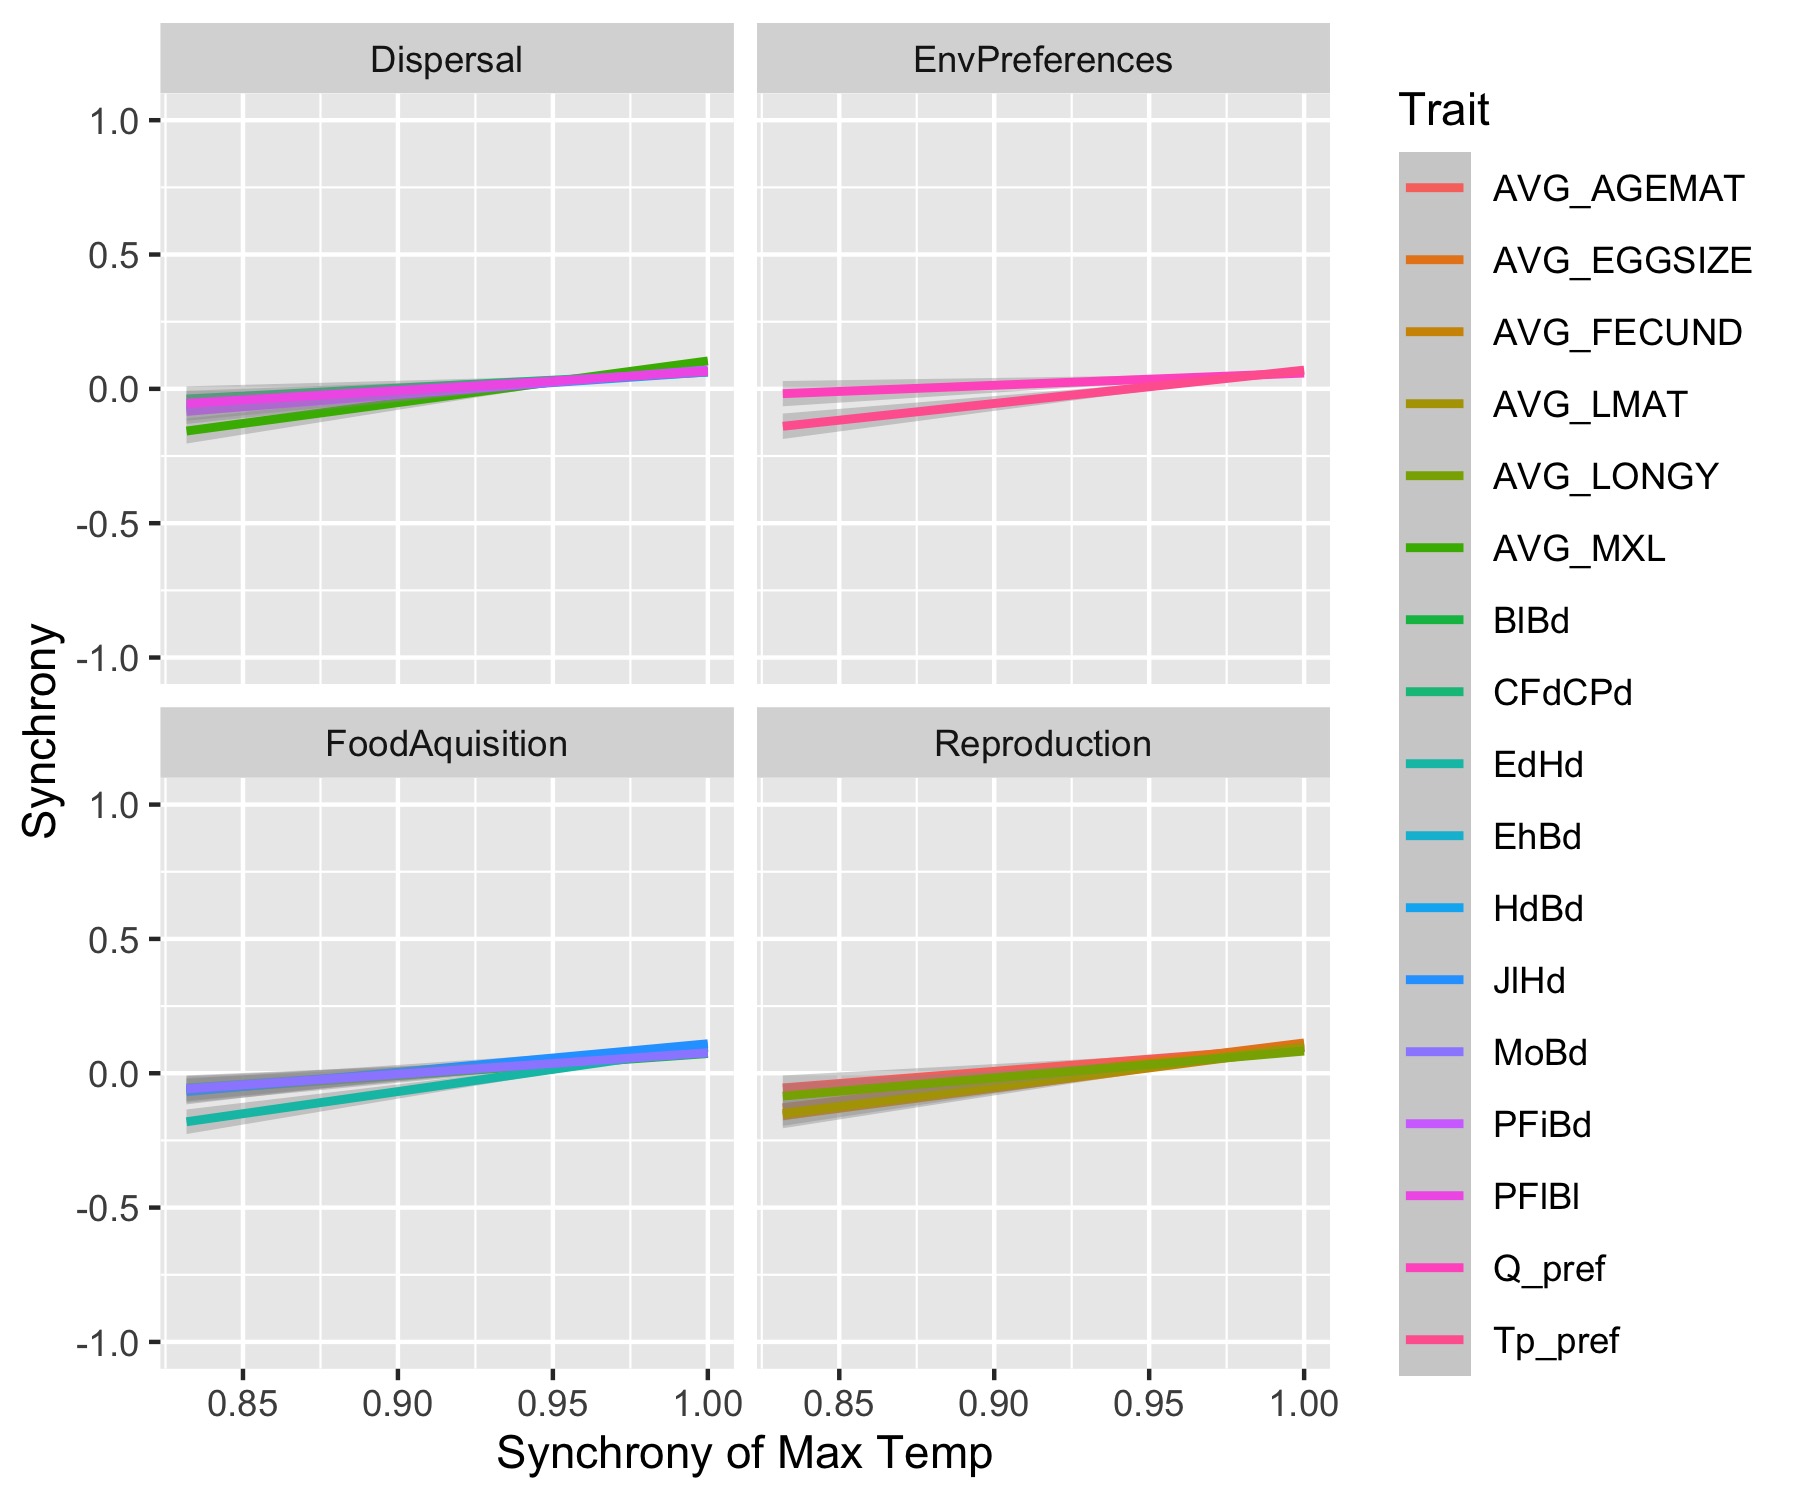 Dispersal
EnvPreferences
1.0
0.5
0.0
-0.5
-1.0
FoodAquisition
Reproduction
1.0
0.5
0.0
-0.5
-1.0
0.85 0.90 0.95 1.00
0.85 0.90 0.95 1.00
Synchrony of Max Temp
Synchrony
Trait
AVG_AGEMAT
AVG_EGGSIZE
AVG_FECUND
AVG_LMAT
AVG_LONGY
AVG_MXL
BlBd
CFdCPd
EdHd
EhBd
HdBd
JlHd
MoBd
PFiBd
PFlBl
Q_pref
Tp_pref